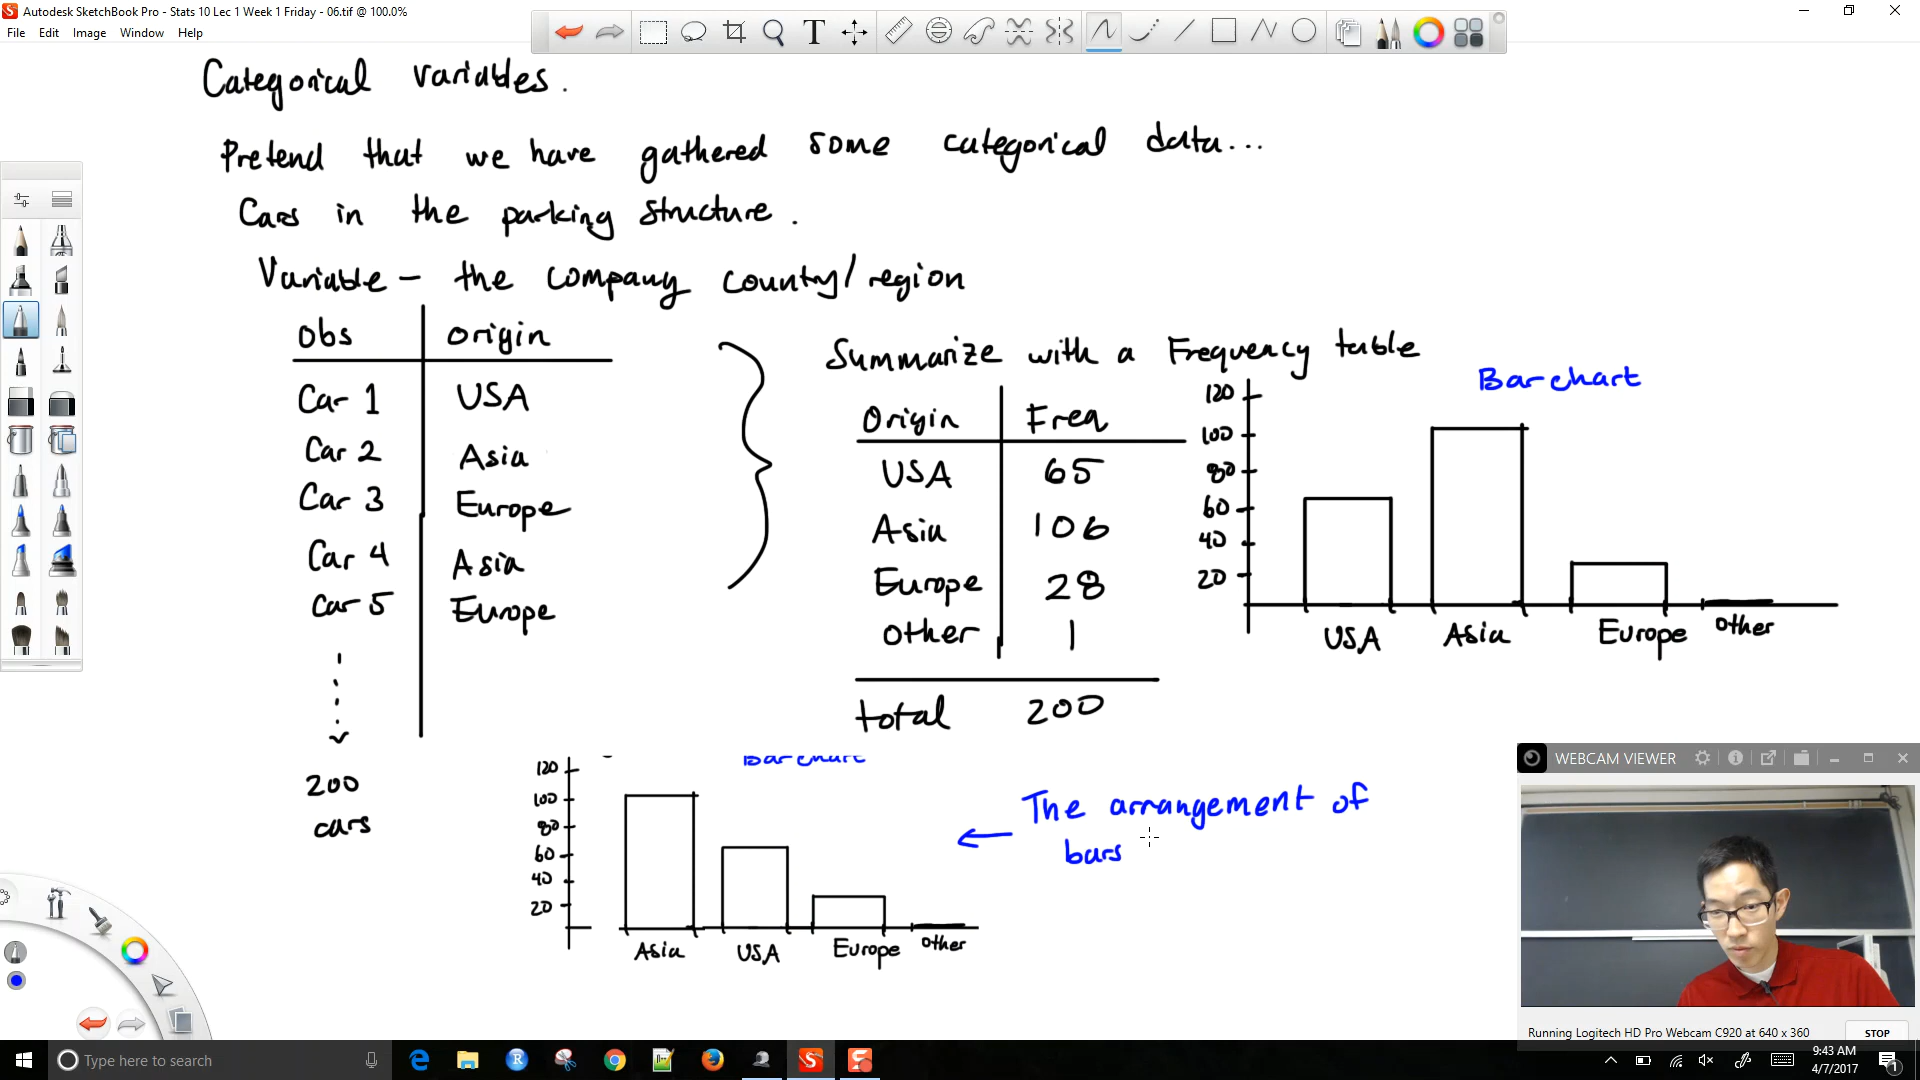 Autodesk SketchBook Pro - Stats 10 Lec 1 Week 1 Friday - 06.tif @ 100.0%
File Edit Image Window Help
Categorical variables.
Pretend that we have gathered some categorical data...
Cars in the parking structure.
Variable - the company country/region
Obs Origin
Car 1 USA
Car 2 Asia
Car 3 Europe
Car 4 Asia
Car 5 Europe
200
cars
Summarize with a Frequency table
Origin Freq
USA 65
Asia 106
Europe 28
Other 1
total 200
Bar chart
120
100
80
60
40
20
USA Asia Europe Other
Bar chart
120
100
80
60
40
20
Asia USA Europe Other
The arrangement of
bars
WEBCAM VIEWER
Running Logitech HD Pro Webcam C920 at 640 x 360
STOP
Type here to search
9:43 AM
4/7/2017
1